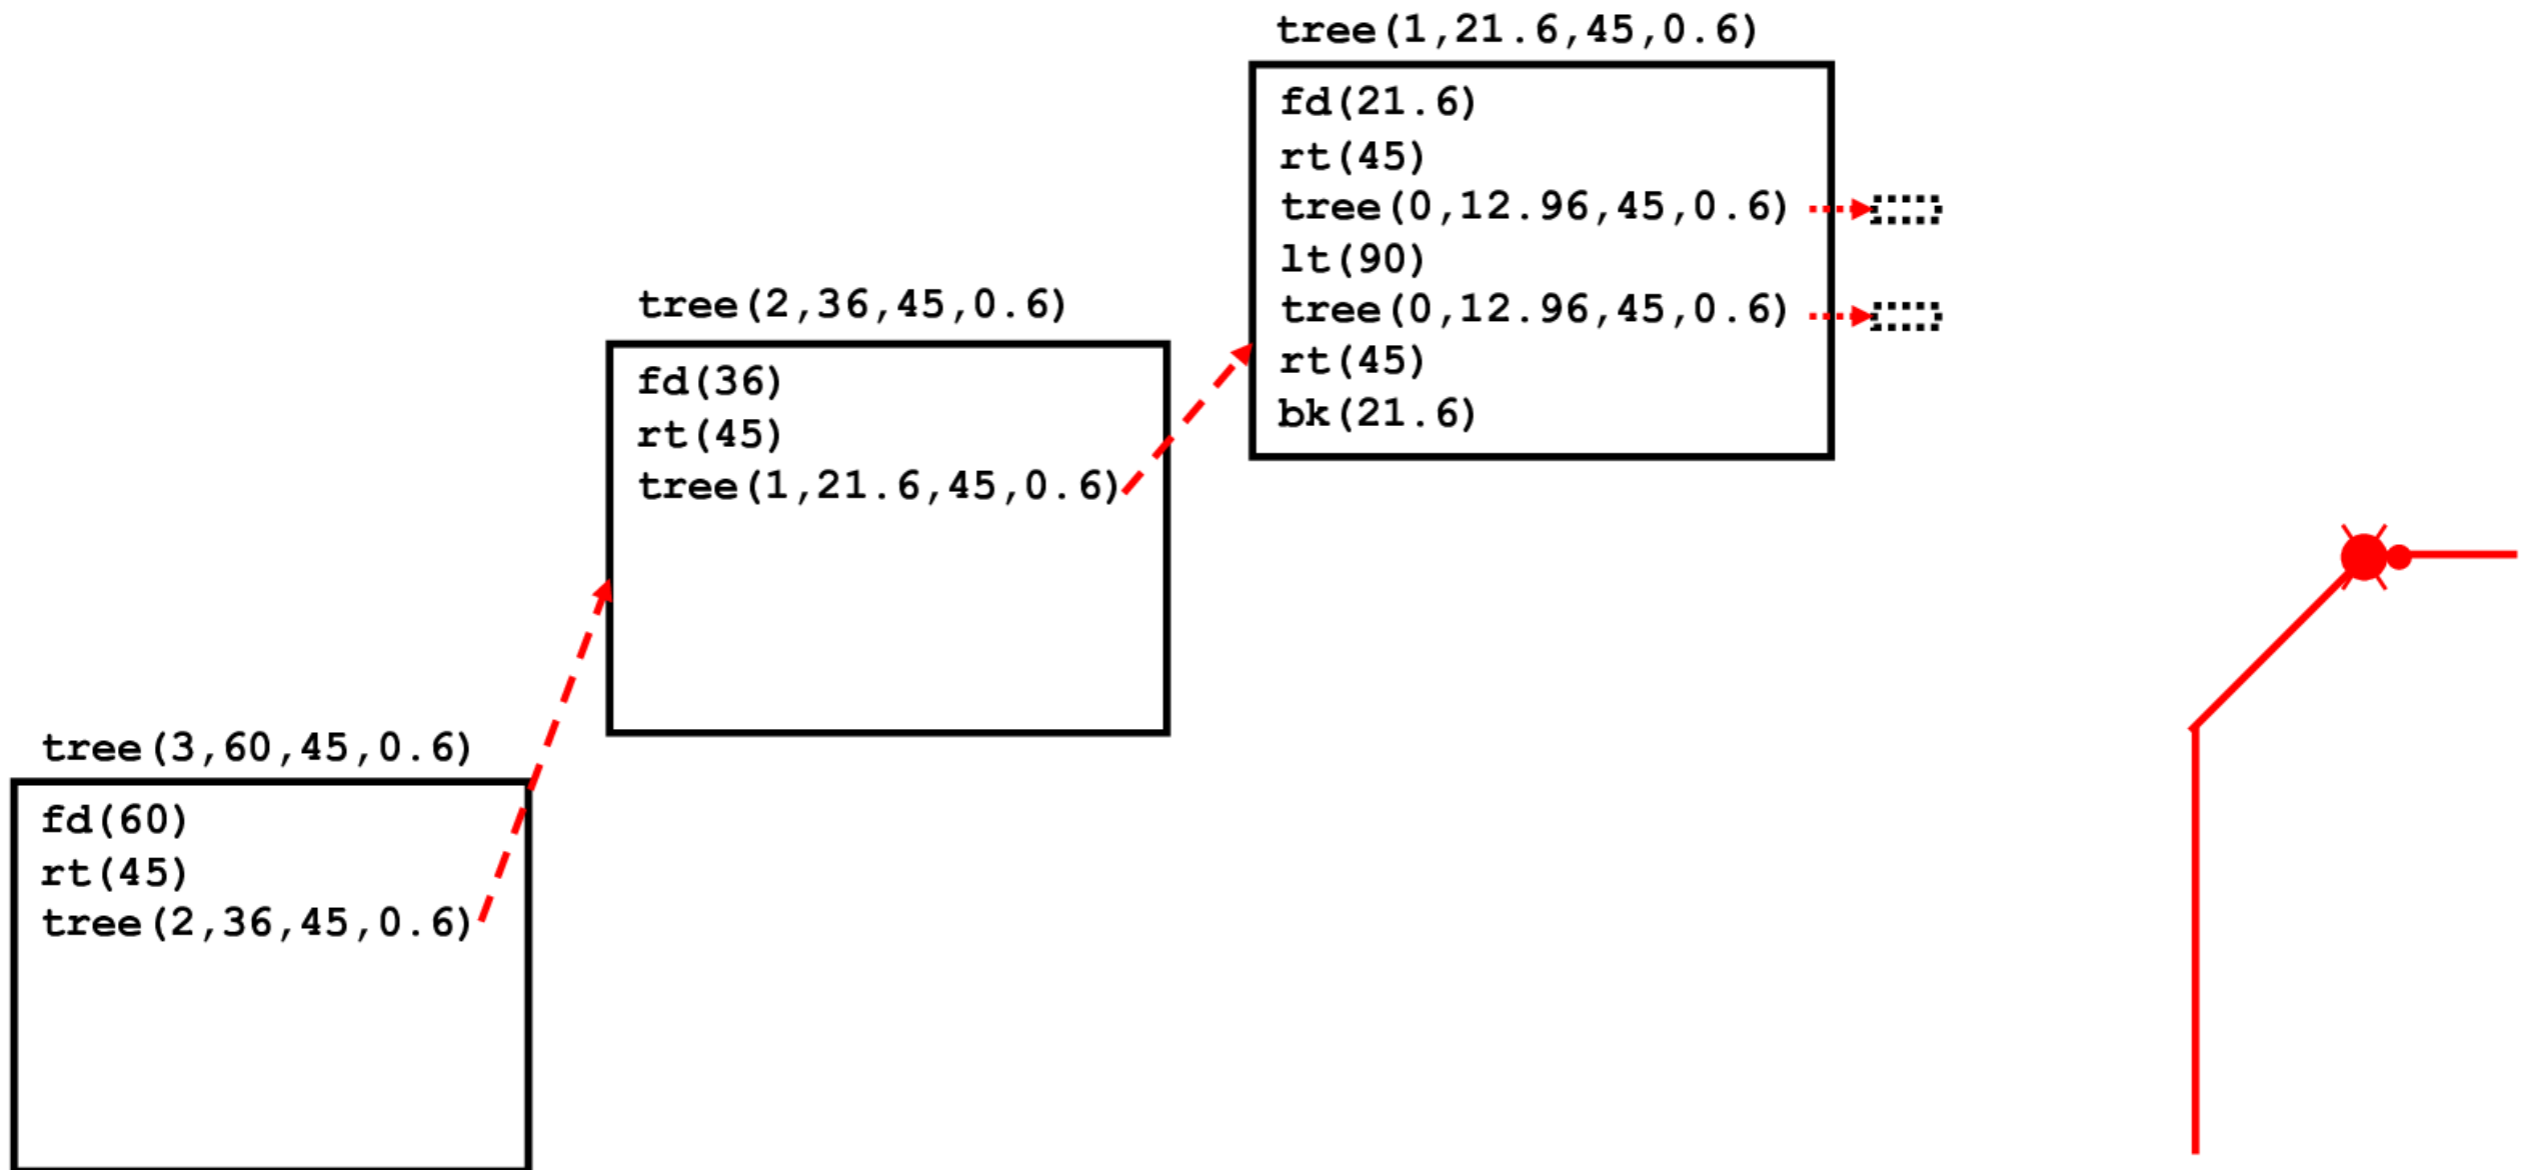 tree(1,21.6,45,0.6)
fd(21.6)
rt(45)
tree(0,12.96,45,0.6)
lt(90)
tree(0,12.96,45,0.6)
rt(45)
bk(21.6)
tree(2,36,45,0.6)
fd(36)
rt(45)
tree(1,21.6,45,0.6)
tree(3,60,45,0.6)
fd(60)
rt(45)
tree(2,36,45,0.6)